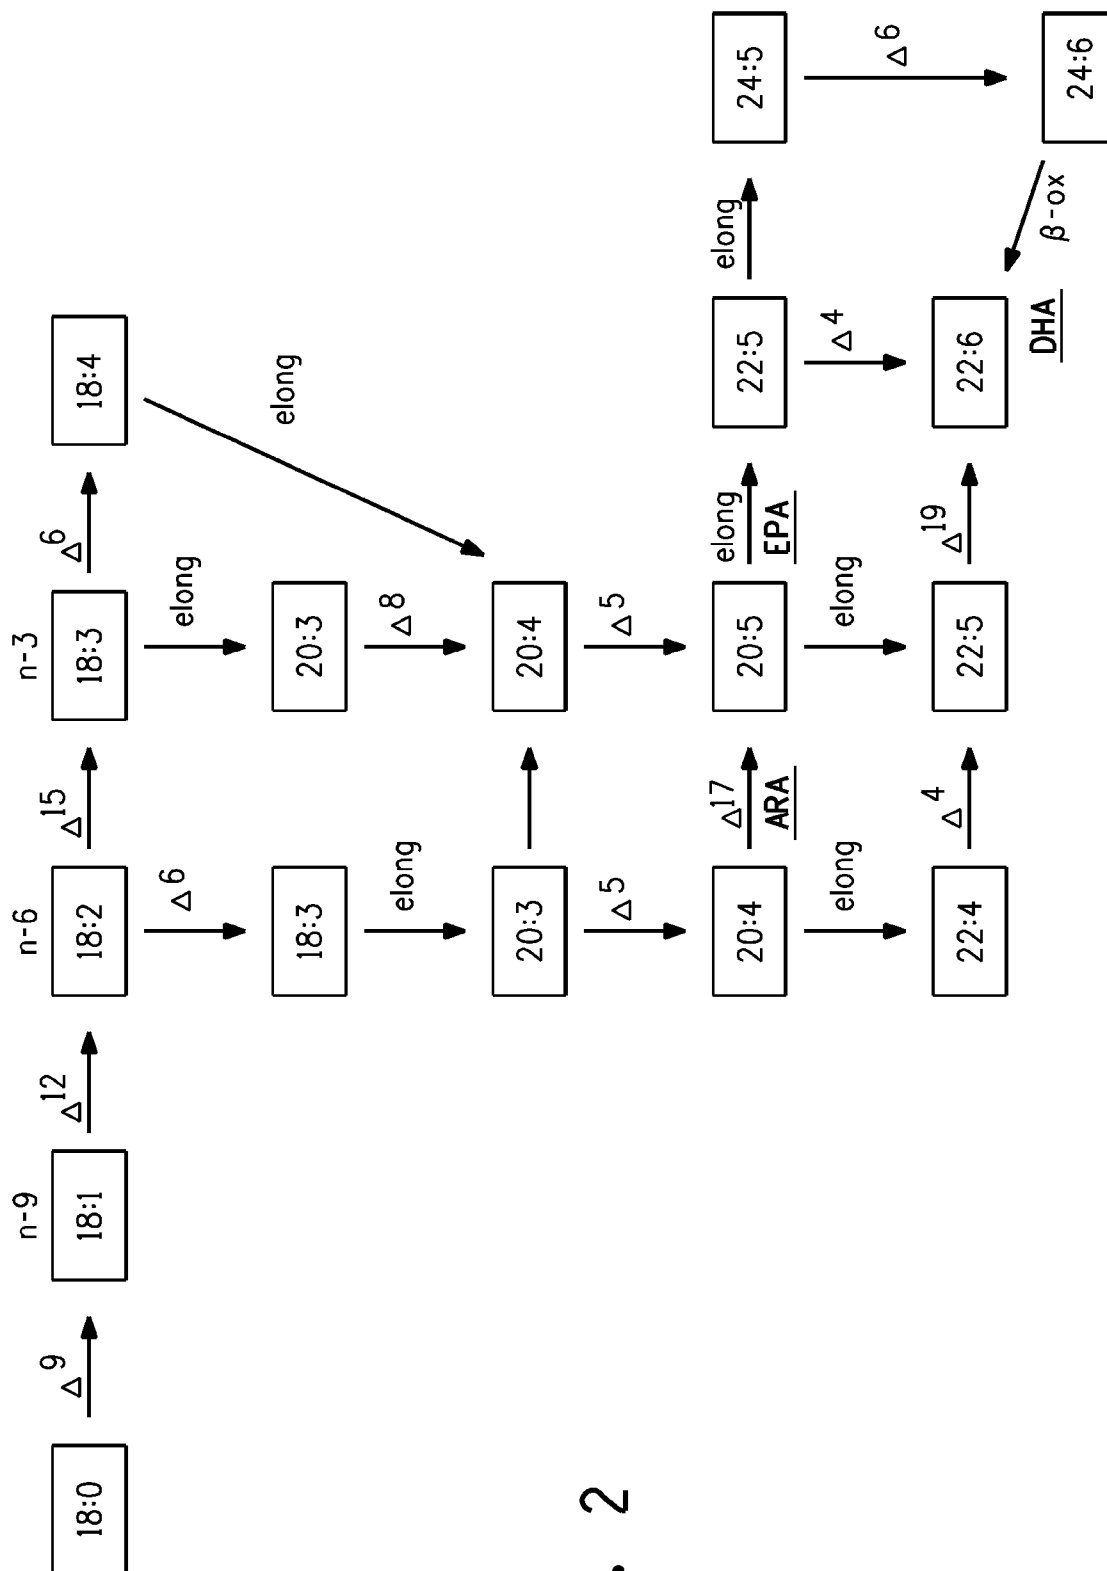 n-9 n-6 n-3
Δ9 Δ12 Δ15 Δ6
18:0 18:1 18:2 18:3 18:4
Δ6 elong
elong
18:3 20:3
elong Δ8
20:3 20:4
. 2
Δ5 Δ5
Δ17 elong elong
20:4 20:5 22:5 24:5
ARA EPA
elong elong Δ4 Δ6
Δ4 Δ19
22:4 22:5 22:6
DHA β-ox
24:6